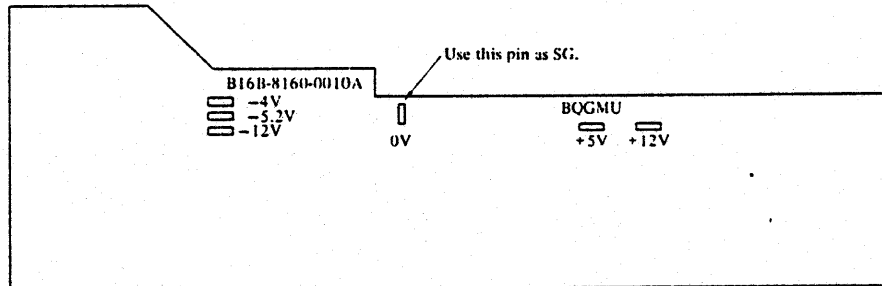 Use this pin as SG.
B16B-8160-0010A
-4V
-5.2V
-12V
0V
BQGMU
+5V +12V